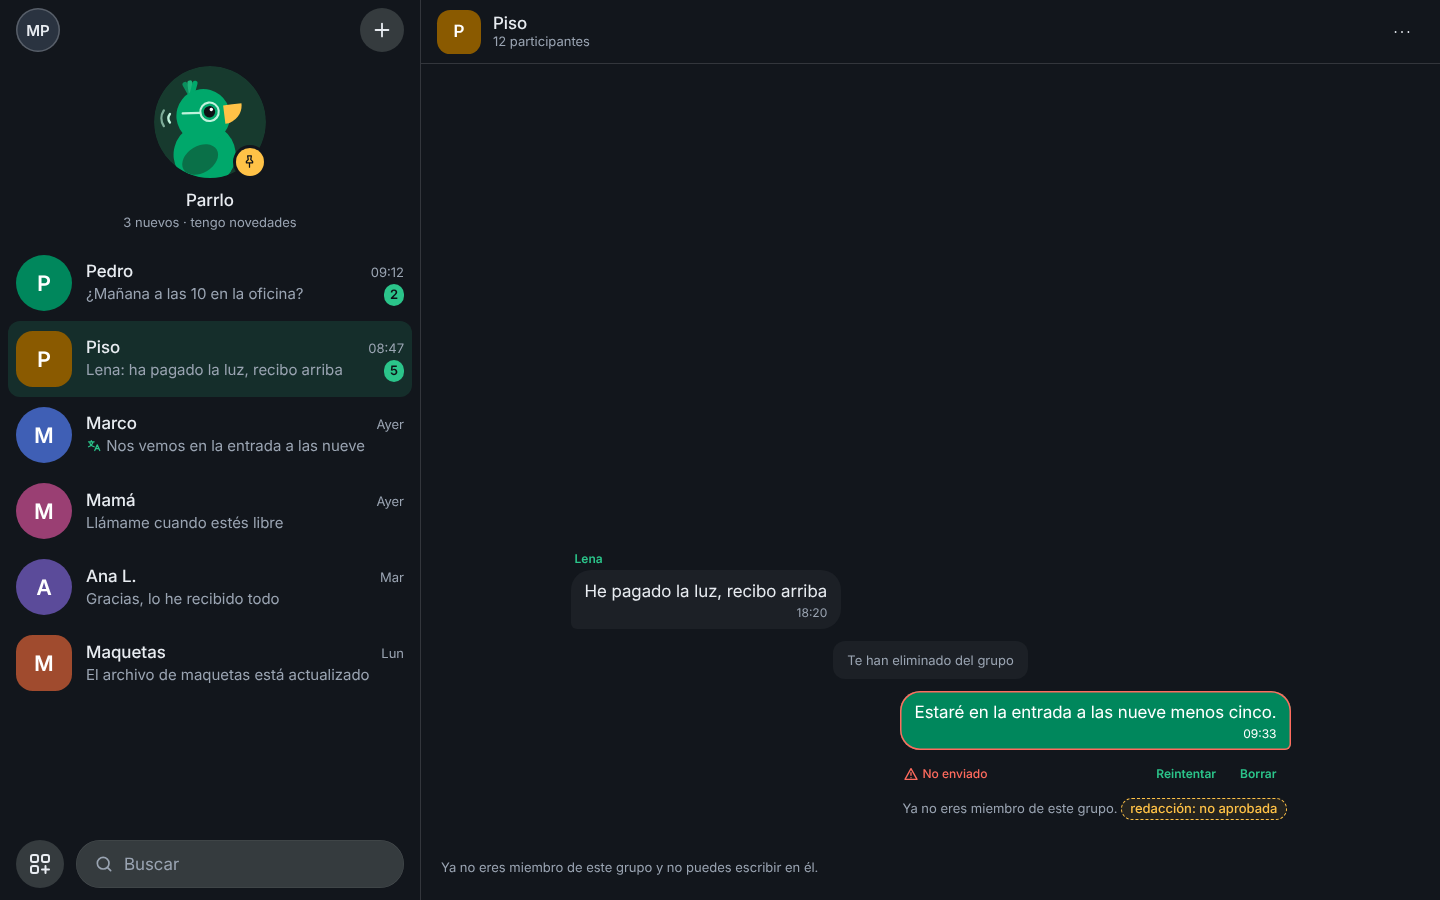 MP
Parrlo
3 nuevos · tengo novedades
P
Pedro
09:12
¿Mañana a las 10 en la oficina?
2
P
Piso
08:47
Lena: ha pagado la luz, recibo arriba
5
M
Marco
Ayer
Nos vemos en la entrada a las nueve
M
Mamá
Ayer
Llámame cuando estés libre
A
Ana L.
Mar
Gracias, lo he recibido todo
M
Maquetas
Lun
El archivo de maquetas está actualizado
Buscar
P
Piso
12 participantes
Lena
He pagado la luz, recibo arriba
18:20
Te han eliminado del grupo
Estaré en la entrada a las nueve menos cinco.
09:33
No enviado
Reintentar
Borrar
Ya no eres miembro de este grupo. redacción: no aprobada
Ya no eres miembro de este grupo y no puedes escribir en él.